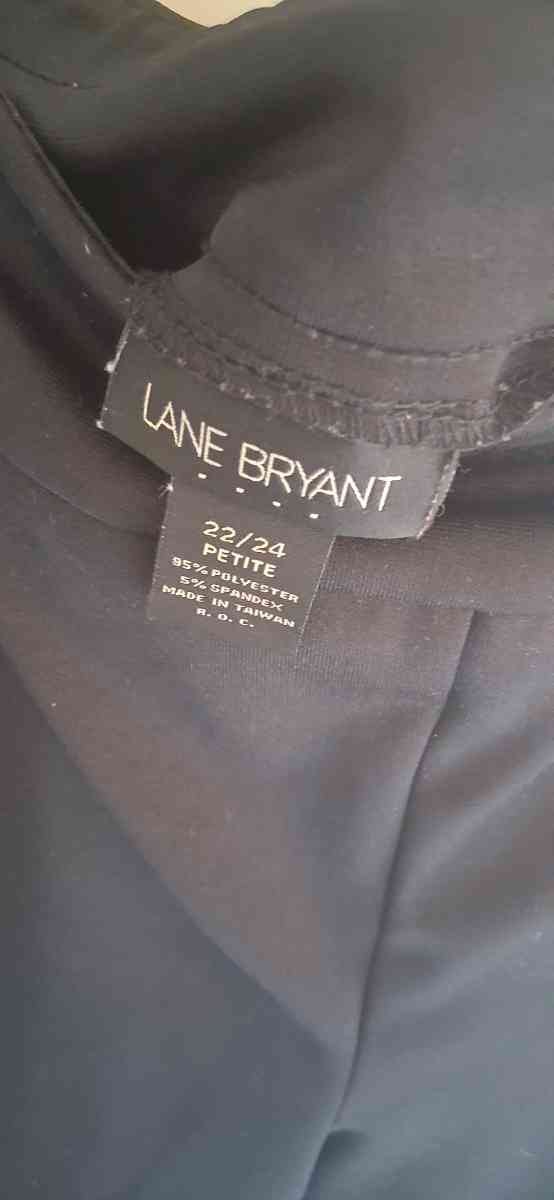 LANE BRYANT
22/24
PETITE
95% POLYESTER
5% SPANDEX
MADE IN TAIWAN
R. O. C.